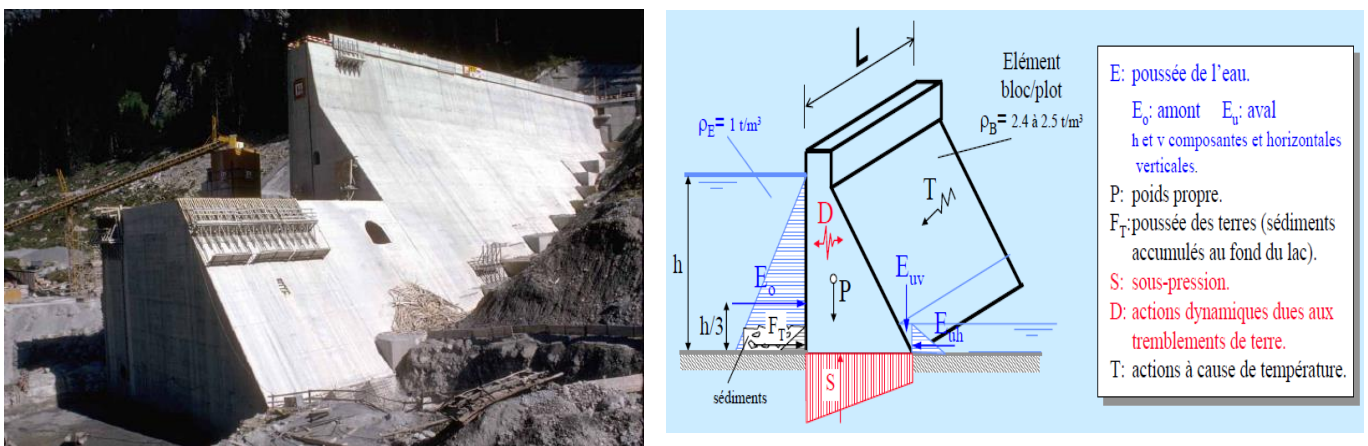 L
Elément
bloc/plot
ρB= 2.4 à 2.5 t/m³
ρE= 1 t/m³
T
D
h
Eo
P
Euv
h/3
FT
Euh
S
sédiments
E: poussée de l'eau.
Eo: amont Eu: aval
h et v composantes et horizontales
verticales.
P: poids propre.
FT:poussée des terres (sédiments
accumulés au fond du lac).
S: sous-pression.
D: actions dynamiques dues aux
tremblements de terre.
T: actions à cause de température.